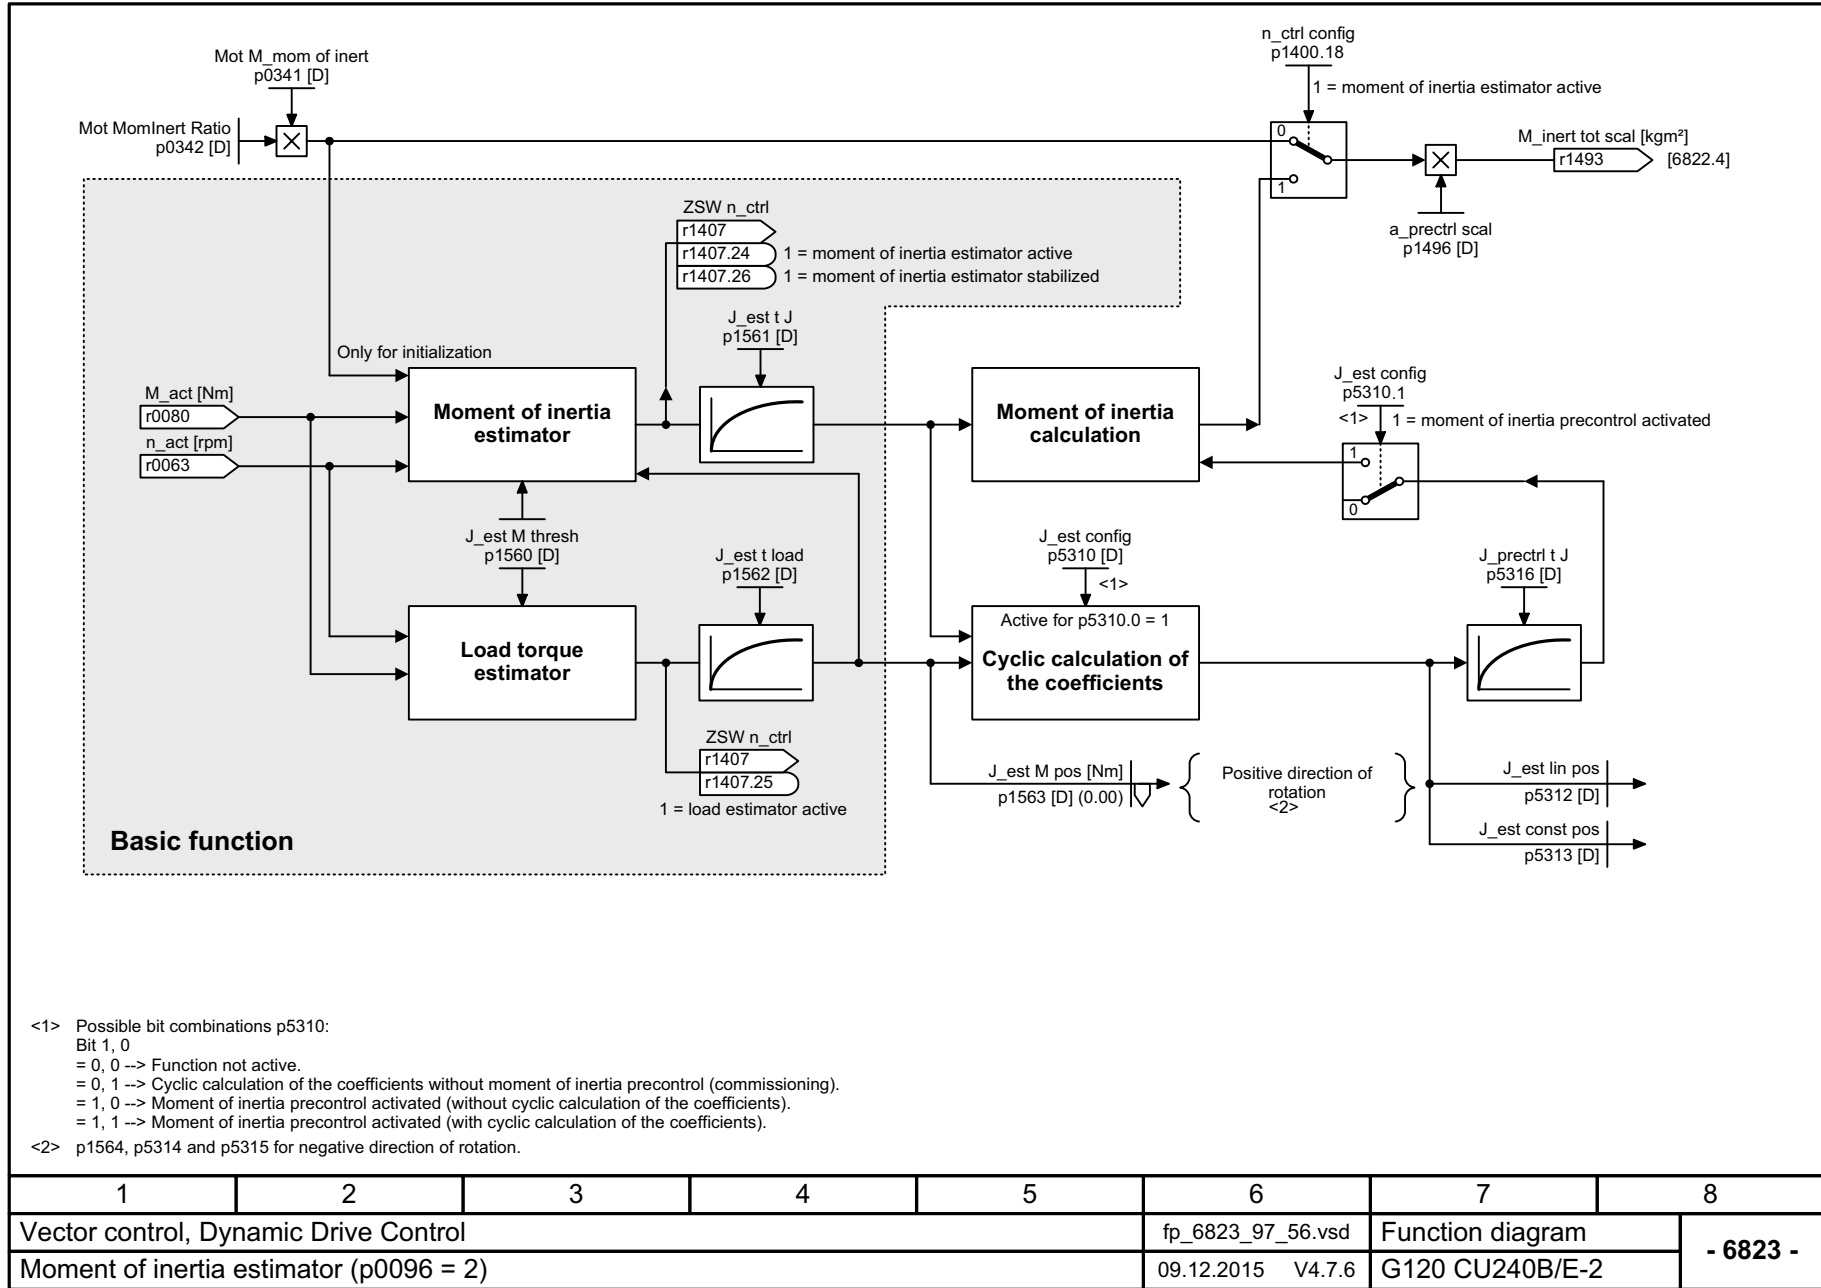 n_ctrl config
p1400.18
1 = moment of inertia estimator active
Mot M_mom of inert
p0341 [D]
Mot MomInert Ratio
p0342 [D]
0
1
M_inert tot scal [kgm²]
r1493
[6822.4]
a_prectrl scal
p1496 [D]
ZSW n_ctrl
r1407
r1407.24
1 = moment of inertia estimator active
r1407.26
1 = moment of inertia estimator stabilized
J_est t J
p1561 [D]
Only for initialization
M_act [Nm]
r0080
n_act [rpm]
r0063
Moment of inertia
estimator
Moment of inertia
calculation
J_est config
p5310.1
<1>
1 = moment of inertia precontrol activated
1
0
J_est M thresh
p1560 [D]
J_est t load
p1562 [D]
J_est config
p5310 [D]
<1>
J_prectrl t J
p5316 [D]
Load torque
estimator
Active for p5310.0 = 1
Cyclic calculation of
the coefficients
ZSW n_ctrl
r1407
r1407.25
1 = load estimator active
J_est M pos [Nm]
p1563 [D] (0.00)
Positive direction of
rotation
<2>
J_est lin pos
p5312 [D]
J_est const pos
p5313 [D]
Basic function
<1> Possible bit combinations p5310:
Bit 1, 0
= 0, 0 --> Function not active.
= 0, 1 --> Cyclic calculation of the coefficients without moment of inertia precontrol (commissioning).
= 1, 0 --> Moment of inertia precontrol activated (without cyclic calculation of the coefficients).
= 1, 1 --> Moment of inertia precontrol activated (with cyclic calculation of the coefficients).
<2> p1564, p5314 and p5315 for negative direction of rotation.
1 2 3 4 5 6 7 8
Vector control, Dynamic Drive Control
fp_6823_97_56.vsd
Function diagram
- 6823 -
Moment of inertia estimator (p0096 = 2)
09.12.2015 V4.7.6
G120 CU240B/E-2